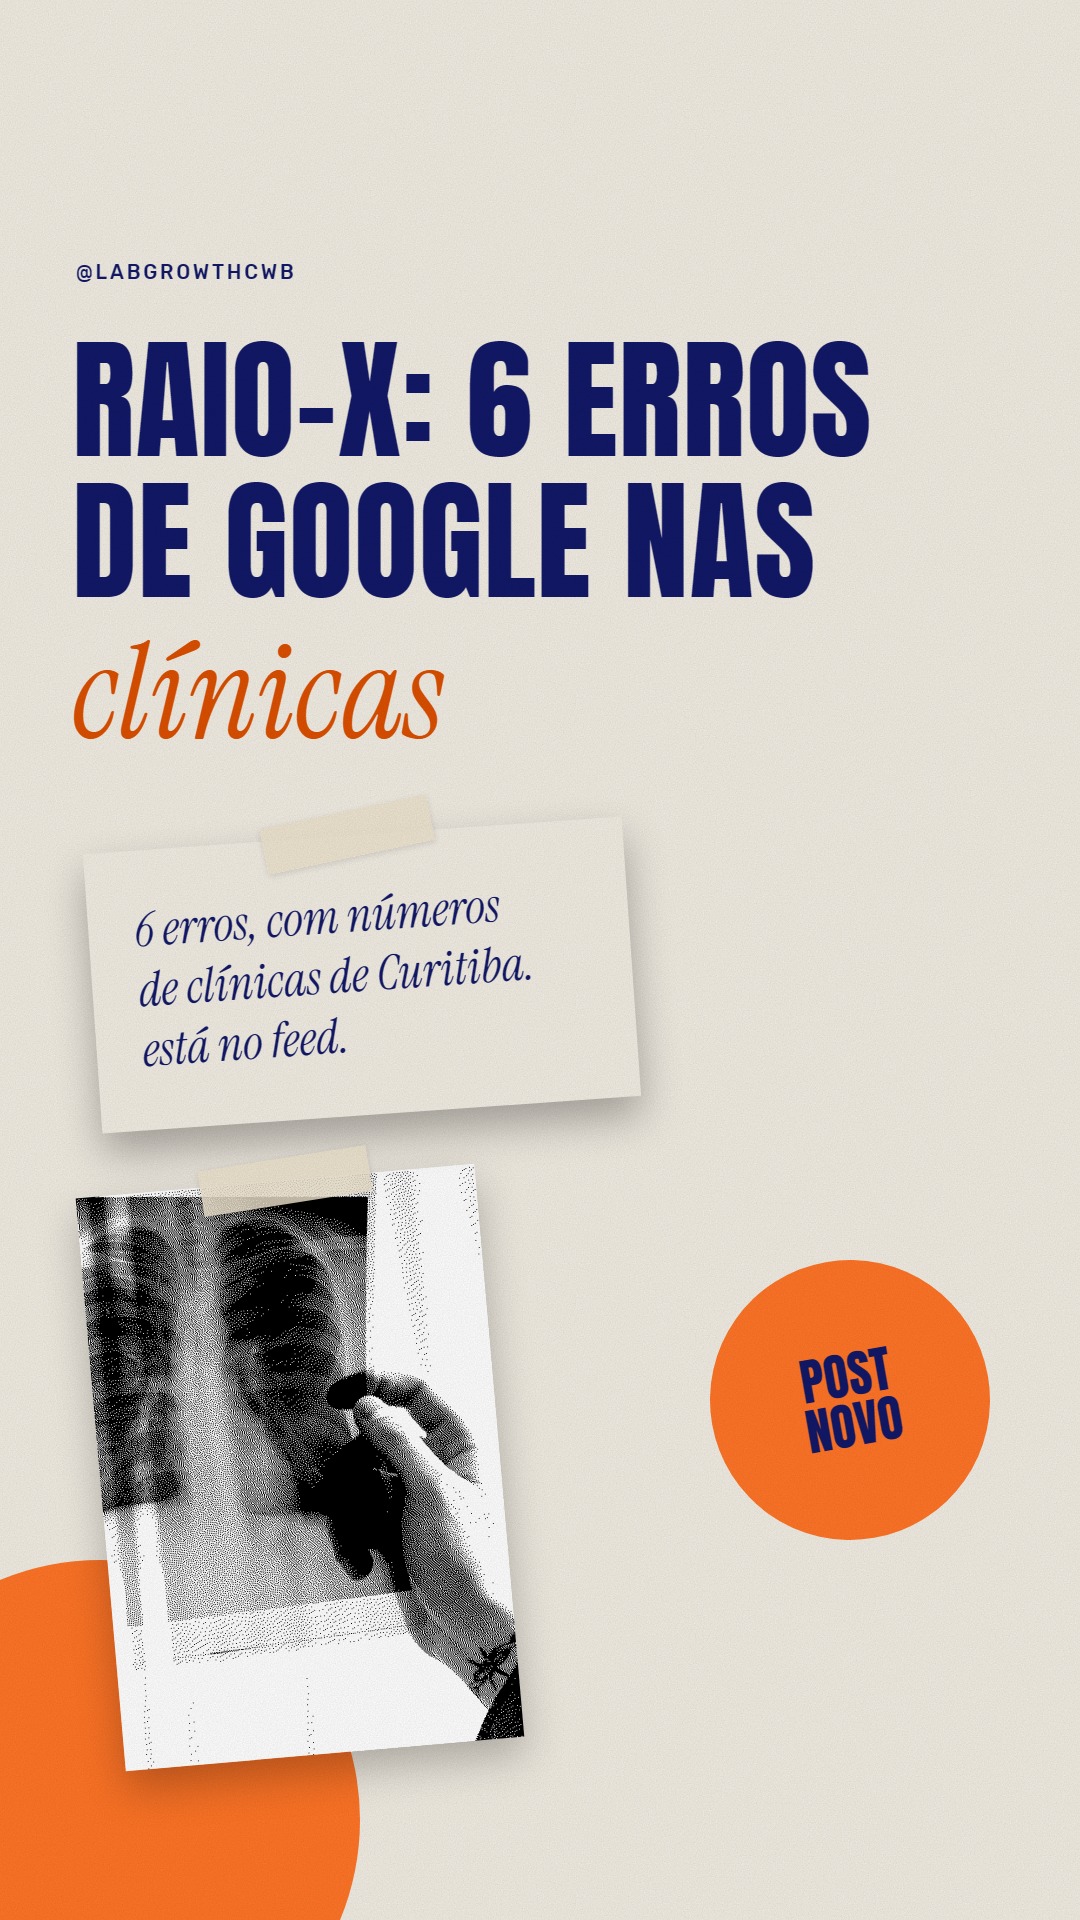 @LABGROWTHCWB
RAIO-X: 6 ERROS
DE GOOGLE NAS
clínicas
6 erros, com números
de clínicas de Curitiba.
está no feed.
POST
NOVO